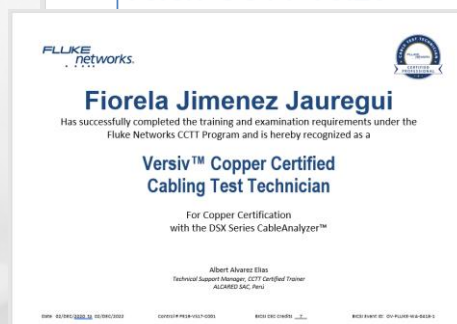 FLUKE
networks.
CERTIFIED
PROFESSIONAL
Fiorela Jimenez Jauregui
Has successfully completed the training and examination requirements under the
Fluke Networks CCTT Program and is hereby recognized as a
Versiv™ Copper Certified
Cabling Test Technician
For Copper Certification
with the DSX Series CableAnalyzer™
Albert Alvarez Elias
Technical Support Manager, CCTT Certified Trainer
ALCARED SAC, Perú